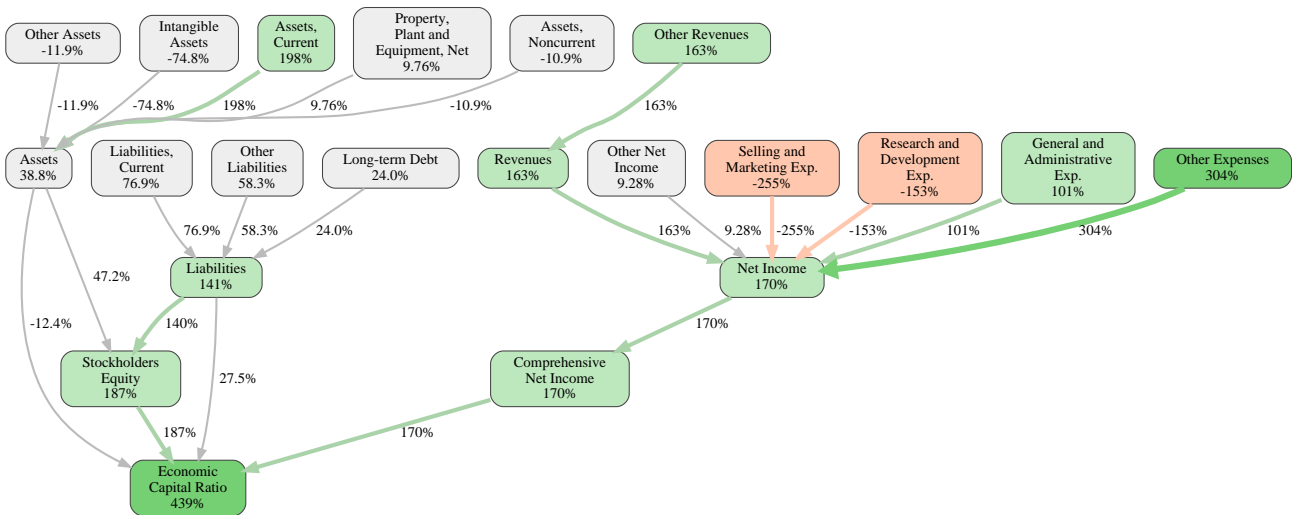 Other Assets
-11.9%
Intangible
Assets
-74.8%
Assets,
Current
198%
Property,
Plant and
Equipment, Net
9.76%
Assets,
Noncurrent
-10.9%
Other Revenues
163%
-11.9%
-74.8%
198%
9.76%
-10.9%
163%
Assets
38.8%
Liabilities,
Current
76.9%
Other
Liabilities
58.3%
Long-term Debt
24.0%
Revenues
163%
Other Net
Income
9.28%
Selling and
Marketing Exp.
-255%
Research and
Development
Exp.
-153%
General and
Administrative
Exp.
101%
Other Expenses
304%
76.9%
58.3%
24.0%
163%
9.28%
-255%
-153%
101%
304%
47.2%
Liabilities
141%
Net Income
170%
-12.4%
140%
170%
Stockholders
Equity
187%
27.5%
Comprehensive
Net Income
170%
187%
170%
Economic
Capital Ratio
439%